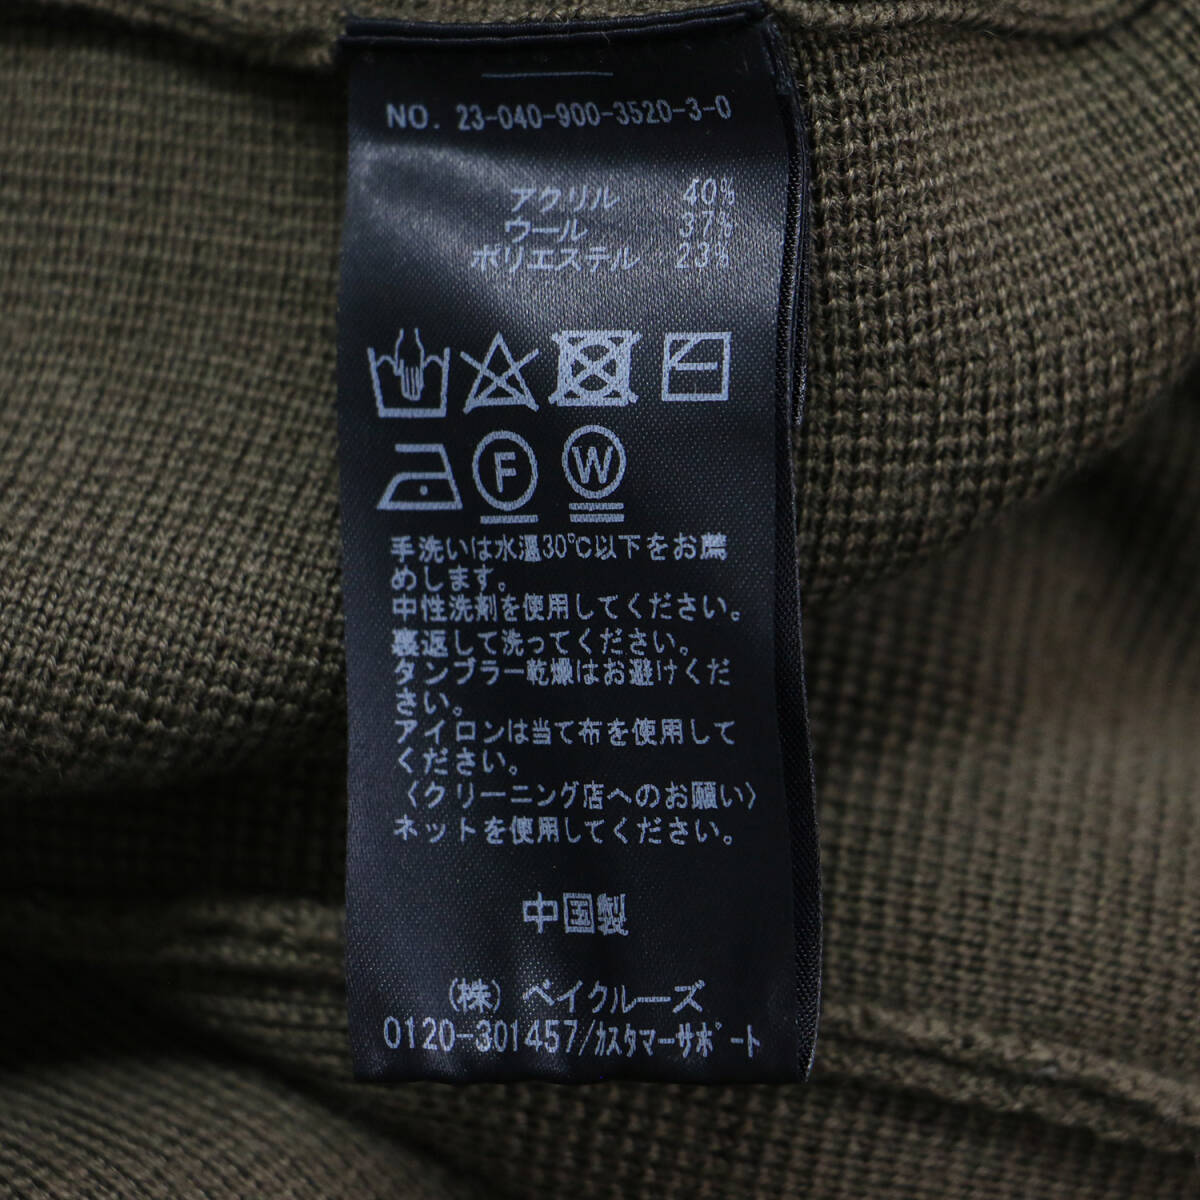 NO. 23-040-900-3520-3-0
アクリル 40%
ウール 37%
ポリエステル 23%
F W
手洗いは水温30℃以下をお薦
めします。
中性洗剤を使用してください。
裏返して洗ってください。
タンブラー乾燥はお避けくだ
さい。
アイロンは当て布を使用して
ください。
〈クリーニング店へのお願い〉
ネットを使用してください。
中国製
(株) ベイクルーズ
0120-301457/カスタマーサポート